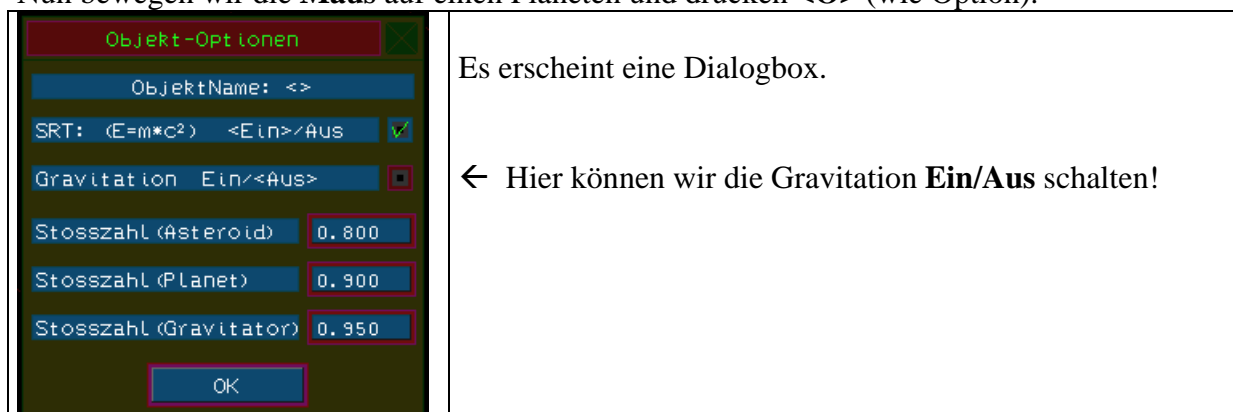 Nun bewegen wir die Maus auf einen Planeten und drücken <O> (wie Option).
Objekt-Optionen
ObjektName: <>
SRT: (E=m*c²) <Ein>/Aus
Gravitation Ein/<Aus>
Stosszahl(Asteroid) 0.800
Stosszahl(Planet) 0.900
Stosszahl(Gravitator) 0.950
OK
Es erscheint eine Dialogbox.
← Hier können wir die Gravitation Ein/Aus schalten!